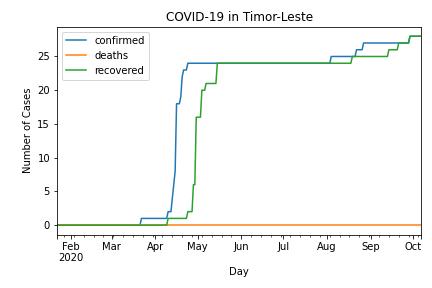 COVID-19 in Timor-Leste
confirmed
deaths
recovered
Number of Cases
25
20
15
10
5
0
Feb Mar Apr May Jun Jul Aug Sep Oct
2020
Day